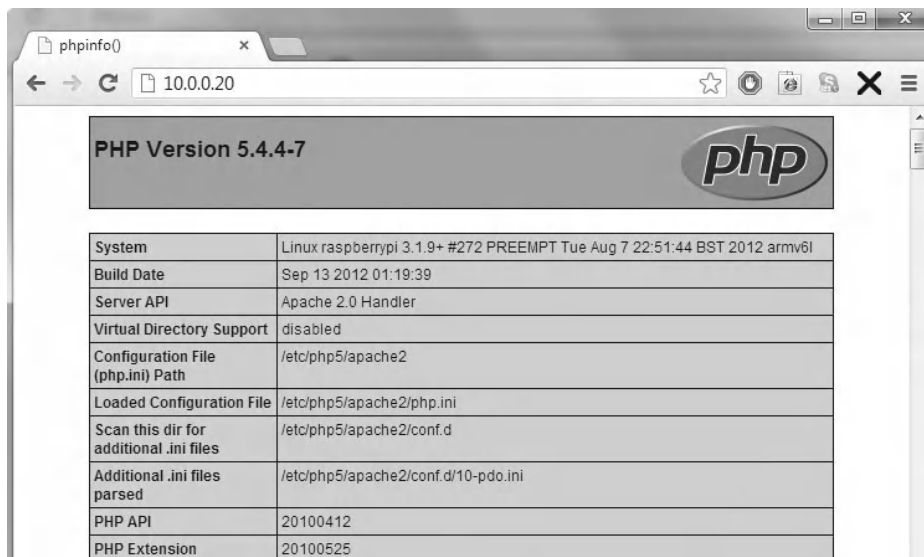 phpinfo()
10.0.0.20
PHP Version 5.4.4-7
php
System Linux raspberrypi 3.1.9+ #272 PREEMPT Tue Aug 7 22:51:44 BST 2012 armv6l
Build Date Sep 13 2012 01:19:39
Server API Apache 2.0 Handler
Virtual Directory Support disabled
Configuration File /etc/php5/apache2
(php.ini) Path
Loaded Configuration File /etc/php5/apache2/php.ini
Scan this dir for /etc/php5/apache2/conf.d
additional .ini files
Additional .ini files /etc/php5/apache2/conf.d/10-pdo.ini
parsed
PHP API 20100412
PHP Extension 20100525